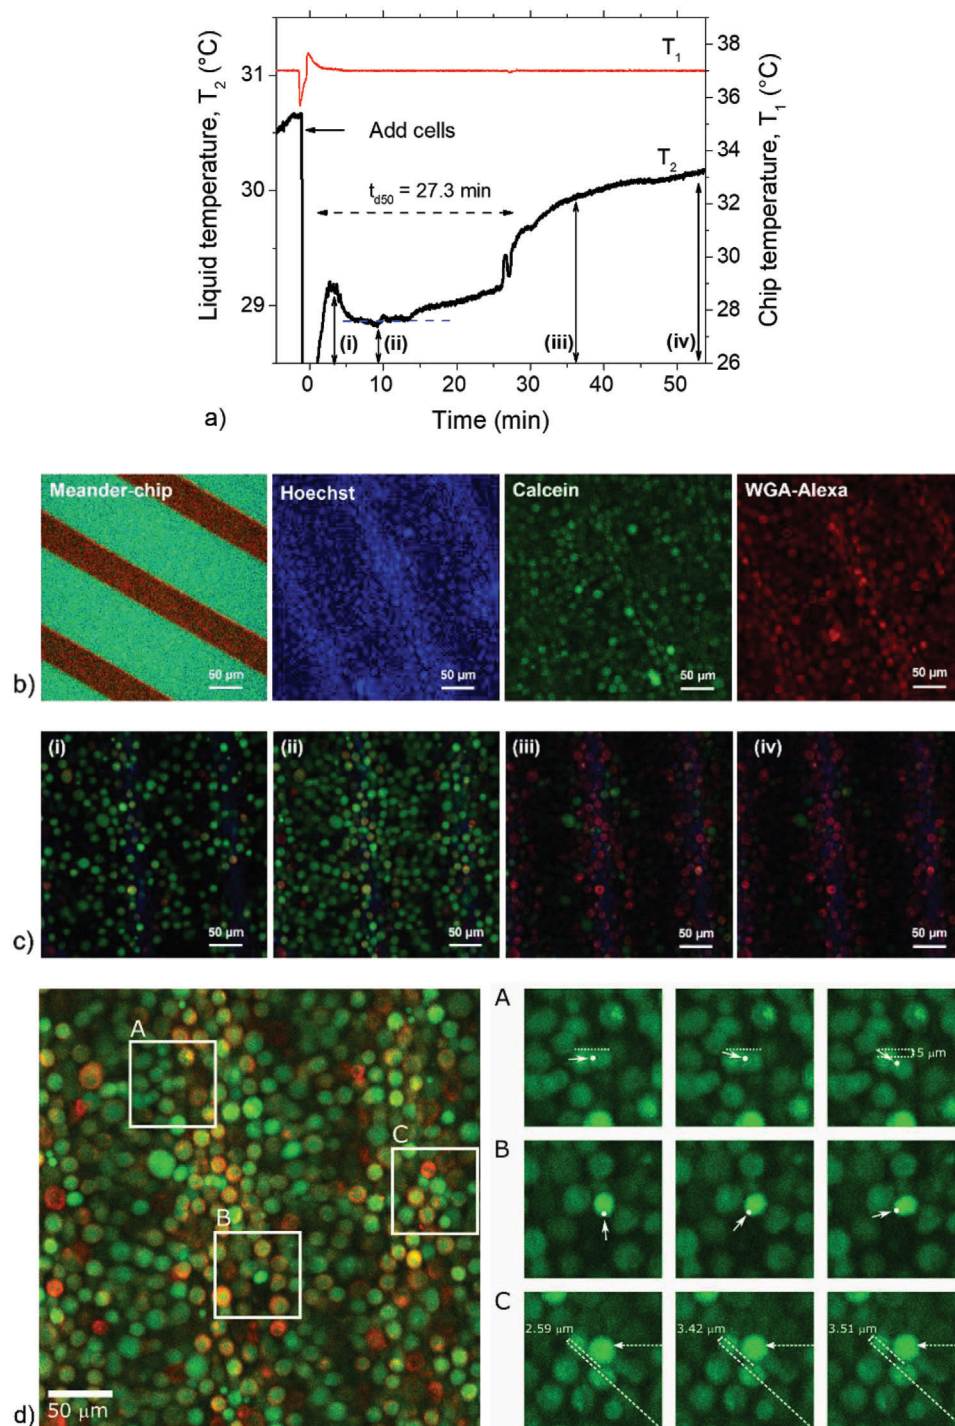 38
31
T₁
36
Add cells
34
T₂
30
t_d50 = 27.3 min
32
30
29
28
(i)
(ii)
(iii)
(iv)
26
0
10
20
30
40
50
Liquid temperature, T₂ (°C)
Chip temperature, T₁ (°C)
Time (min)
a)
Meander-chip
Hoechst
Calcein
WGA-Alexa
50 µm
50 µm
50 µm
50 µm
b)
(i)
(ii)
(iii)
(iv)
50 µm
50 µm
50 µm
50 µm
c)
A
B
C
50 µm
d)
A
5 µm
B
C
2.59 µm
3.42 µm
3.51 µm